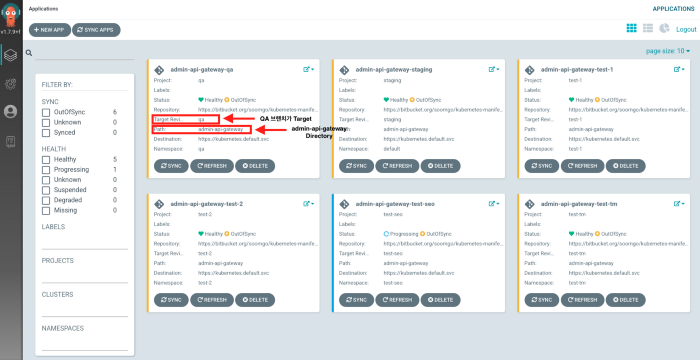 v1.7.9+f
Applications
APPLICATIONS
+ NEW APP
SYNC APPS
Logout
page size: 10
FILTER BY:
SYNC
OutOfSync 6
Unknown 0
Synced 0
HEALTH
Healthy 5
Progressing 1
Unknown 0
Suspended 0
Degraded 0
Missing 0
LABELS
PROJECTS
CLUSTERS
NAMESPACES
admin-api-gateway-qa
Project: qa
Labels:
Status: Healthy OutOfSync
Repository: https://bitbucket.org/soomgo/kubernetes-manife...
Target Revi... qa
QA 브랜치가 Target
Path: admin-api-gateway
admin-api-gateway
Directory
Destination: https://kubernetes.default.svc
Namespace: qa
SYNC REFRESH DELETE
admin-api-gateway-staging
Project: staging
Labels:
Status: Healthy OutOfSync
Repository: https://bitbucket.org/soomgo/kubernetes-manife...
Target Revi... staging
Path: admin-api-gateway
Destination: https://kubernetes.default.svc
Namespace: default
SYNC REFRESH DELETE
admin-api-gateway-test-1
Project: test-1
Labels:
Status: Healthy OutOfSync
Repository: https://bitbucket.org/soomgo/kubernetes-manife...
Target Revi... test-1
Path: admin-api-gateway
Destination: https://kubernetes.default.svc
Namespace: test-1
SYNC REFRESH DELETE
admin-api-gateway-test-2
Project: test-2
Labels:
Status: Healthy OutOfSync
Repository: https://bitbucket.org/soomgo/kubernetes-manife...
Target Revi... test-2
Path: admin-api-gateway
Destination: https://kubernetes.default.svc
Namespace: test-2
SYNC REFRESH DELETE
admin-api-gateway-test-seo
Project: test-seo
Labels:
Status: Progressing OutOfSync
Repository: https://bitbucket.org/soomgo/kubernetes-manife...
Target Revi... test-seo
Path: admin-api-gateway
Destination: https://kubernetes.default.svc
Namespace: test-seo
SYNC REFRESH DELETE
admin-api-gateway-test-tm
Project: test-tm
Labels:
Status: Healthy OutOfSync
Repository: https://bitbucket.org/soomgo/kubernetes-manife...
Target Revi... test-tm
Path: admin-api-gateway
Destination: https://kubernetes.default.svc
Namespace: test-tm
SYNC REFRESH DELETE